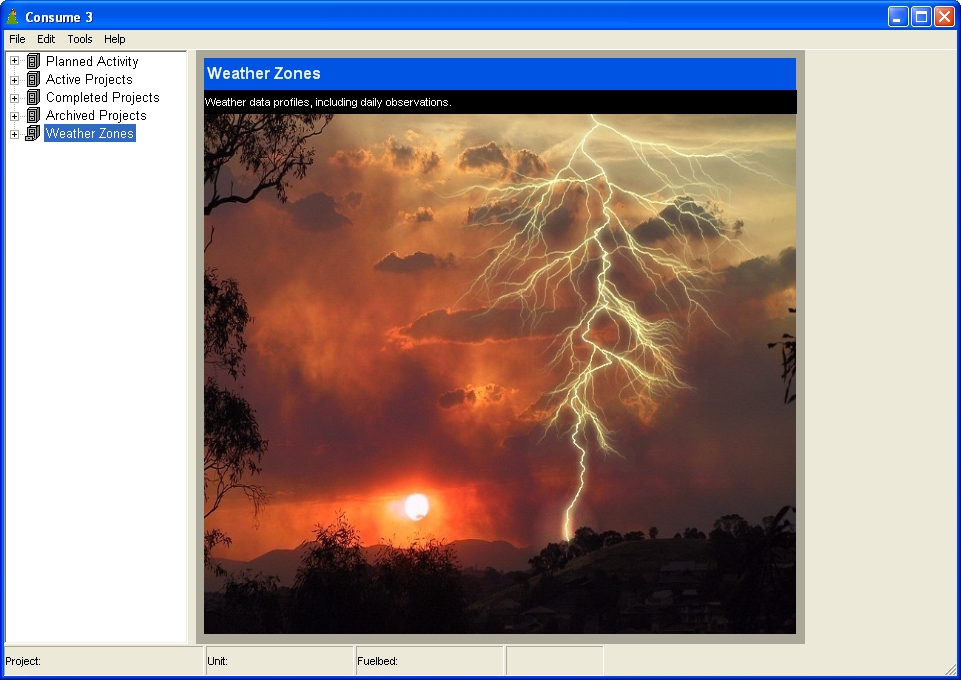 Consume 3
File Edit Tools Help
Planned Activity
Active Projects
Completed Projects
Archived Projects
Weather Zones
Weather Zones
Weather data profiles, including daily observations.
Project: Unit: Fuelbed: